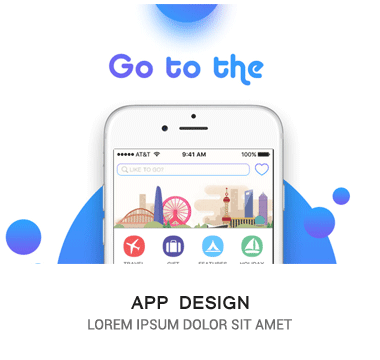 Go to the
AT&T 9:41 AM 100%
LIKE TO GO!
TRAVEL GIFT FEATURES HOLIDAY
APP DESIGN
LOREM IPSUM DOLOR SIT AMET